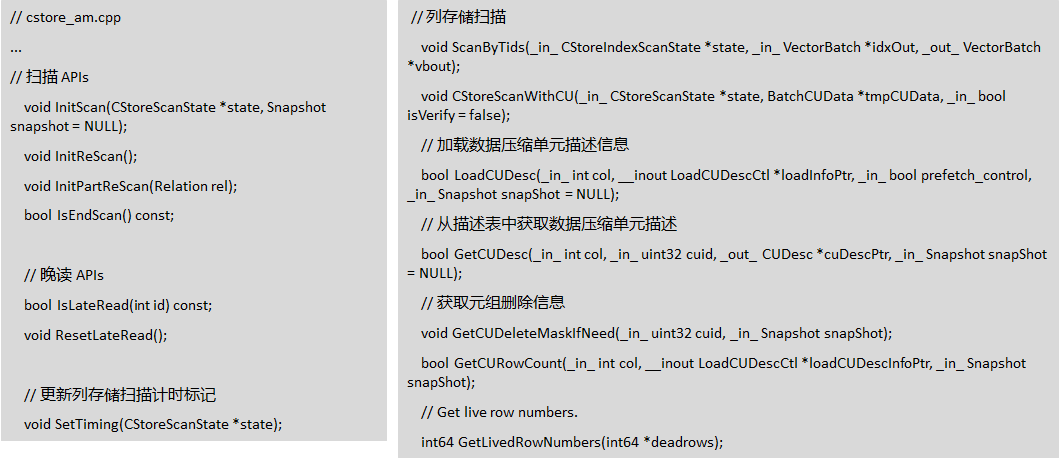 // cstore_am.cpp
...
// 扫描 APIs
void InitScan(CStoreScanState *state, Snapshot
snapshot = NULL);
void InitReScan();
void InitPartReScan(Relation rel);
bool IsEndScan() const;
// 晚读 APIs
bool IsLateRead(int id) const;
void ResetLateRead();
// 更新列存储扫描计时标记
void SetTiming(CStoreScanState *state);
// 列存储扫描
void ScanByTids(_in_ CStoreIndexScanState *state, _in_ VectorBatch *idxOut, _out_ VectorBatch
*vbout);
void CStoreScanWithCU(_in_ CStoreScanState *state, BatchCUData *tmpCUData, _in_ bool
isVerify = false);
// 加载数据压缩单元描述信息
bool LoadCUDesc(_in_ int col, __inout LoadCUDescCtl *loadInfoPtr, _in_ bool prefetch_control,
_in_ Snapshot snapShot = NULL);
// 从描述表中获取数据压缩单元描述
bool GetCUDesc(_in_ int col, _in_ uint32 cuid, _out_ CUDesc *cuDescPtr, _in_ Snapshot snapShot
= NULL);
// 获取元组删除信息
void GetCUDeleteMaskIfNeed(_in_ uint32 cuid, _in_ Snapshot snapShot);
bool GetCURowCount(_in_ int col, __inout LoadCUDescCtl *loadCUDescInfoPtr, _in_ Snapshot
snapShot);
// Get live row numbers.
int64 GetLivedRowNumbers(int64 *deadrows);